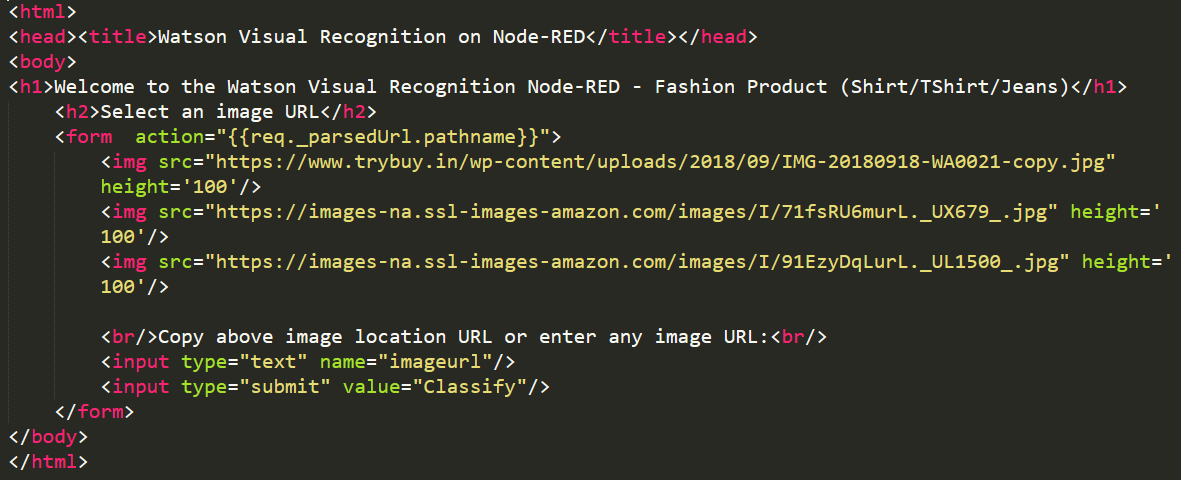 <html>
<head><title>Watson Visual Recognition on Node-RED</title></head>
<body>
<h1>Welcome to the Watson Visual Recognition Node-RED - Fashion Product (Shirt/TShirt/Jeans)</h1>
<h2>Select an image URL</h2>
<form  action="{{req._parsedUrl.pathname}}">
<img src="https://www.trybuy.in/wp-content/uploads/2018/09/IMG-20180918-WA0021-copy.jpg"
height='100'/>
<img src="https://images-na.ssl-images-amazon.com/images/I/71fsRU6murL._UX679_.jpg" height='
100'/>
<img src="https://images-na.ssl-images-amazon.com/images/I/91EzyDqLurL._UL1500_.jpg" height='
100'/>
<br/>Copy above image location URL or enter any image URL:<br/>
<input type="text" name="imageurl"/>
<input type="submit" value="Classify"/>
</form>
</body>
</html>